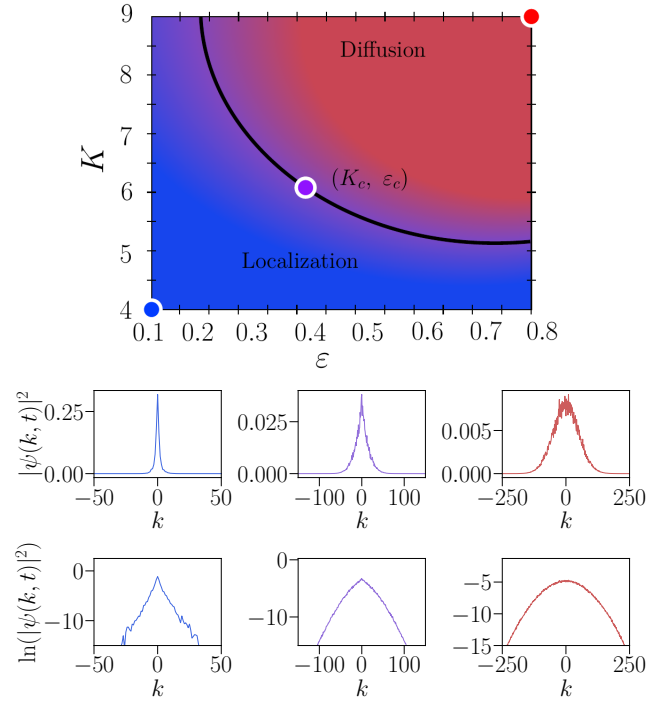 9
8
7
6
5
4
K
Diffusion
(K_c, ε_c)
Localization
0.1 0.2 0.3 0.4 0.5 0.6 0.7 0.8
ε
|ψ(k, t)|²
0.25
0.00
−50 0 50
k
0.025
0.000
−100 0 100
k
0.005
0.000
−250 0 250
k
ln(|ψ(k, t)|²)
0
−10
−50 0 50
k
0
−10
−100 0 100
k
−5
−10
−15
−250 0 250
k